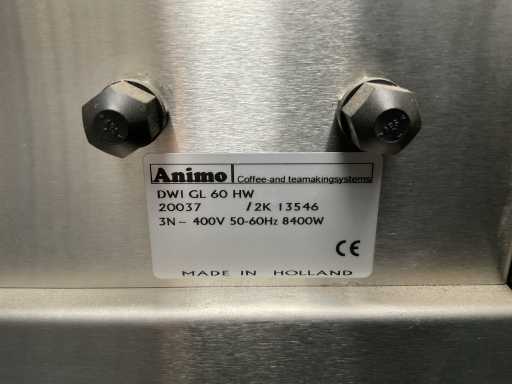 Animo Coffee-and teamakingsystems
DWI GL 60 HW
20037 /2K 13546
3N~ 400V 50-60Hz 8400W
CE
MADE IN HOLLAND